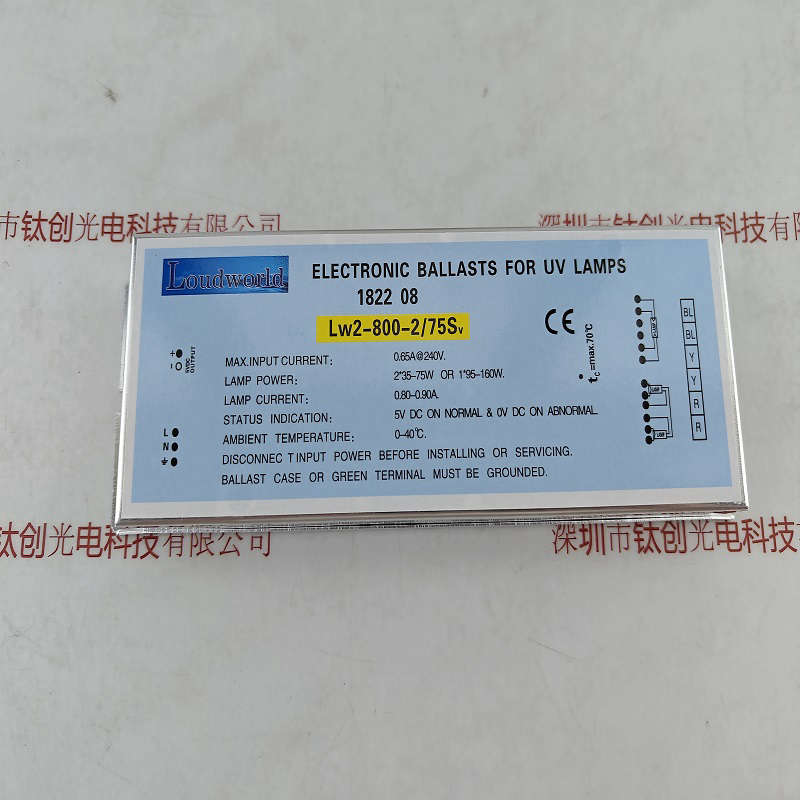 市钛创光电科技有限公司
深圳市钛创光电科技
Loudworld
ELECTRONIC BALLASTS FOR UV LAMPS
1822 08
Lw2-800-2/75Sv
CE
+
-
5VDC OUTPUT
MAX.INPUT CURRENT: 0.65A@240V.
LAMP POWER: 2*35-75W OR 1*95-160W.
LAMP CURRENT: 0.80-0.90A.
STATUS INDICATION: 5V DC ON NORMAL & 0V DC ON ABNORMAL.
AMBIENT TEMPERATURE: 0-40℃.
DISCONNEC T INPUT POWER BEFORE INSTALLING OR SERVICING.
BALLAST CASE OR GREEN TERMINAL MUST BE GROUNDED.
L
N
tc=max.70℃
BL
BL
Y
Y
R
R
钛创光电科技有限公司
深圳市钛创光电科技